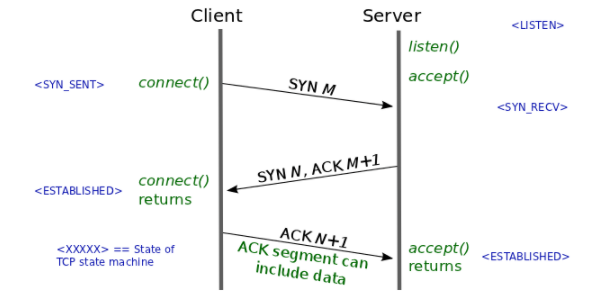 Client
Server
<LISTEN>
listen()
<SYN_SENT>
connect()
SYN M
accept()
<SYN_RECV>
SYN N, ACK M+1
connect()
returns
<ESTABLISHED>
ACK N+1
ACK segment can
include data
accept()
returns
<ESTABLISHED>
<XXXXX> == State of
TCP state machine